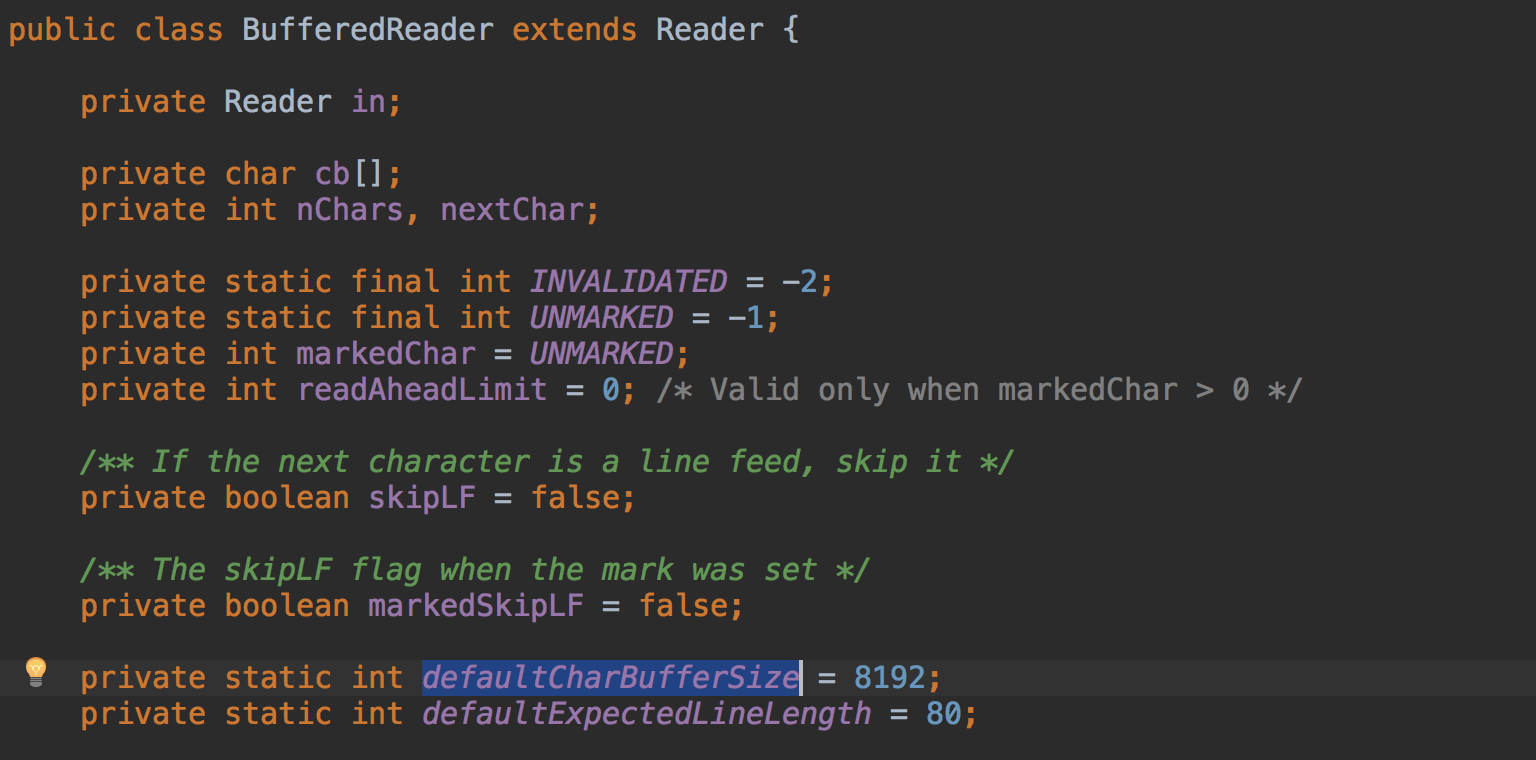 public class BufferedReader extends Reader {
private Reader in;
private char cb[];
private int nChars, nextChar;
private static final int INVALIDATED = -2;
private static final int UNMARKED = -1;
private int markedChar = UNMARKED;
private int readAheadLimit = 0; /* Valid only when markedChar > 0 */
/** If the next character is a line feed, skip it */
private boolean skipLF = false;
/** The skipLF flag when the mark was set */
private boolean markedSkipLF = false;
private static int defaultCharBufferSize = 8192;
private static int defaultExpectedLineLength = 80;